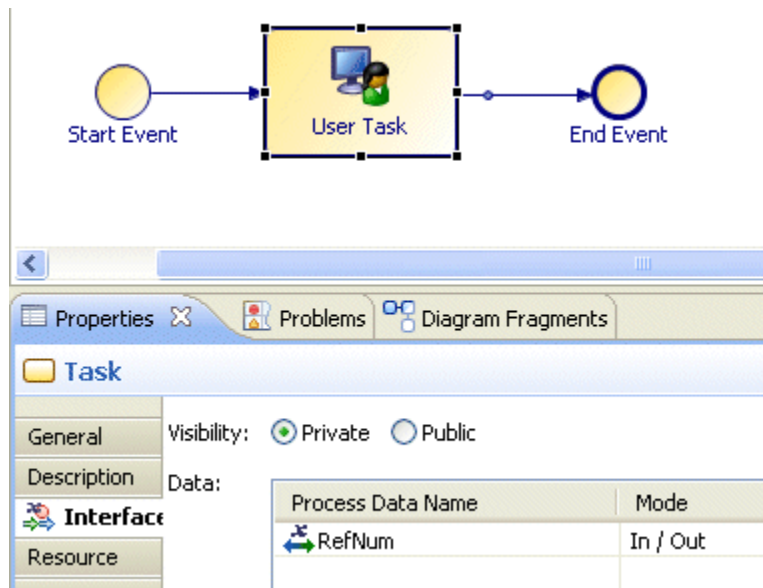 User Task
Start Event
End Event
Properties
Problems
Diagram Fragments
Task
General
Visibility: Private Public
Description
Data:
Process Data Name Mode
Interface
RefNum In / Out
Resource